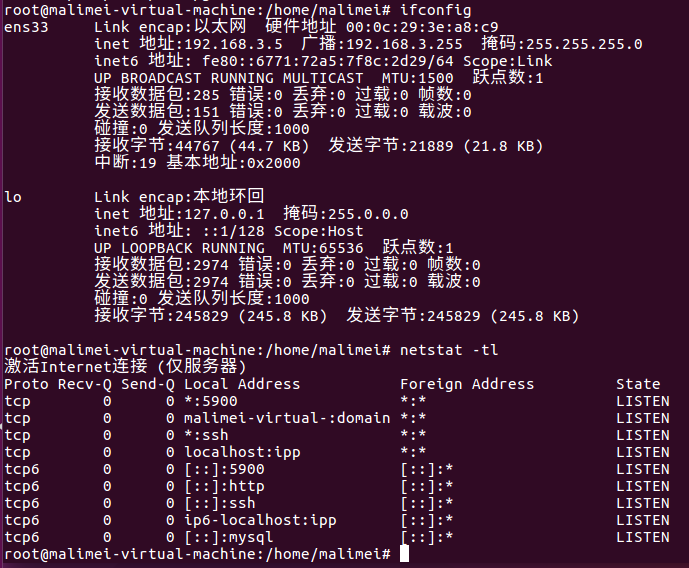 root@malimei-virtual-machine:/home/malimei# ifconfig
ens33     Link encap:以太网  硬件地址 00:0c:29:3e:a8:c9
          inet 地址:192.168.3.5  广播:192.168.3.255  掩码:255.255.255.0
          inet6 地址: fe80::6771:72a5:7f8c:2d29/64 Scope:Link
          UP BROADCAST RUNNING MULTICAST  MTU:1500  跃点数:1
          接收数据包:285 错误:0 丢弃:0 过载:0 帧数:0
          发送数据包:151 错误:0 丢弃:0 过载:0 载波:0
          碰撞:0 发送队列长度:1000
          接收字节:44767 (44.7 KB)  发送字节:21889 (21.8 KB)
          中断:19 基本地址:0x2000
lo        Link encap:本地环回
          inet 地址:127.0.0.1  掩码:255.0.0.0
          inet6 地址: ::1/128 Scope:Host
          UP LOOPBACK RUNNING  MTU:65536  跃点数:1
          接收数据包:2974 错误:0 丢弃:0 过载:0 帧数:0
          发送数据包:2974 错误:0 丢弃:0 过载:0 载波:0
          碰撞:0 发送队列长度:1000
          接收字节:245829 (245.8 KB)  发送字节:245829 (245.8 KB)
root@malimei-virtual-machine:/home/malimei# netstat -tl
激活Internet连接 (仅服务器)
Proto Recv-Q Send-Q Local Address           Foreign Address         State
tcp        0      0 *:5900                  *:*                     LISTEN
tcp        0      0 malimei-virtual-:domain *:*                     LISTEN
tcp        0      0 *:ssh                   *:*                     LISTEN
tcp        0      0 localhost:ipp           *:*                     LISTEN
tcp6       0      0 [::]:5900               [::]:*                  LISTEN
tcp6       0      0 [::]:http               [::]:*                  LISTEN
tcp6       0      0 [::]:ssh                [::]:*                  LISTEN
tcp6       0      0 ip6-localhost:ipp       [::]:*                  LISTEN
tcp6       0      0 [::]:mysql              [::]:*                  LISTEN
root@malimei-virtual-machine:/home/malimei#